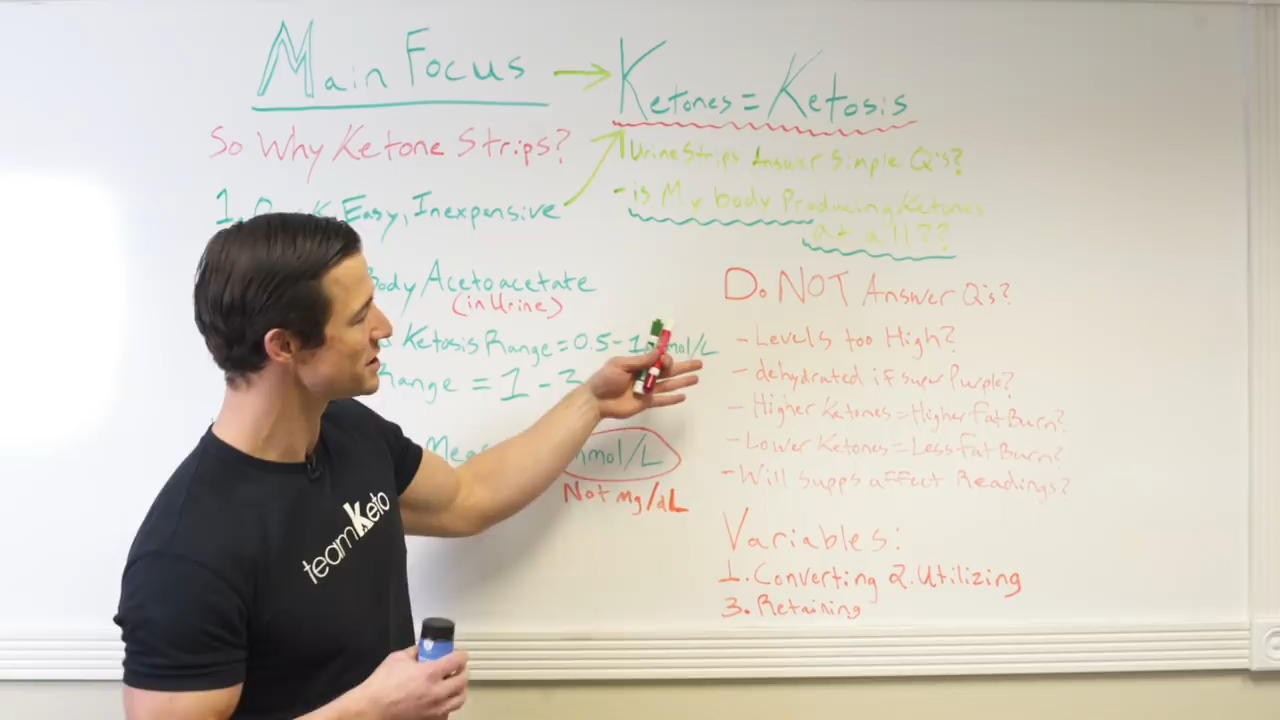 Main Focus → Ketones = Ketosis
So Why Ketone Strips?
1. Easy, Inexpensive
Body Acetoacetate
(in Urine)
Ketosis Range = 0.5 - 1 mmol/L
Range = 1 -
mmol/L
Not mg/dL
Urine Strips Answer Simple Q's?
- is My body Producing Ketones
at all??
Do NOT Answer Q's?
- Levels too High?
- dehydrated if super Purple?
- Higher Ketones = Higher Fat Burn?
- Lower Ketones = Less Fat Burn?
- Will supps affect Readings?
Variables:
1. Converting 2. Utilizing
3. Retaining
teamKeto